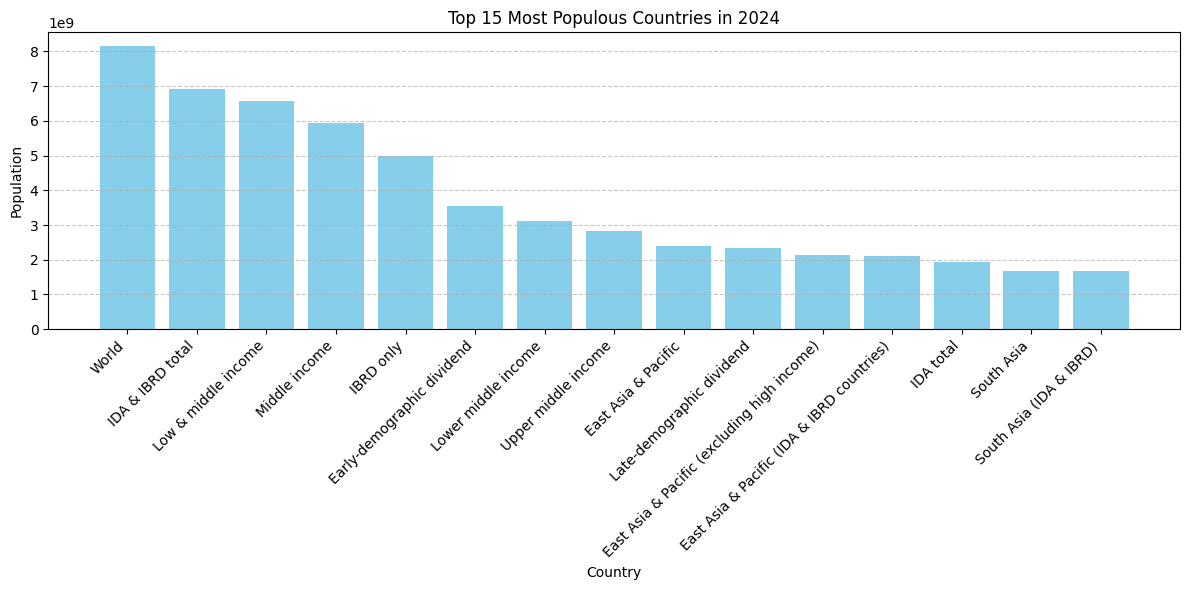 Top 15 Most Populous Countries in 2024
1e9
8
7
6
5
4
3
2
1
0
Population
World
IDA & IBRD total
Low & middle income
Middle income
IBRD only
Early-demographic dividend
Lower middle income
Upper middle income
East Asia & Pacific
Late-demographic dividend
East Asia & Pacific (excluding high income)
East Asia & Pacific (IDA & IBRD countries)
IDA total
South Asia
South Asia (IDA & IBRD)
Country